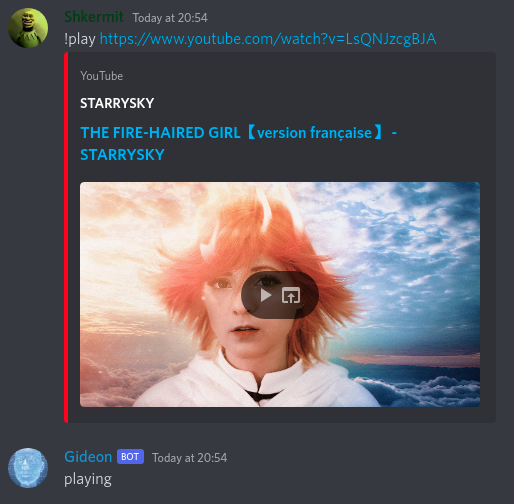 Shkermit Today at 20:54
!play https://www.youtube.com/watch?v=LsQNJzcgBJA
YouTube
STARRYSKY
THE FIRE-HAIRED GIRL【version française】 -
STARRYSKY
Gideon BOT Today at 20:54
playing